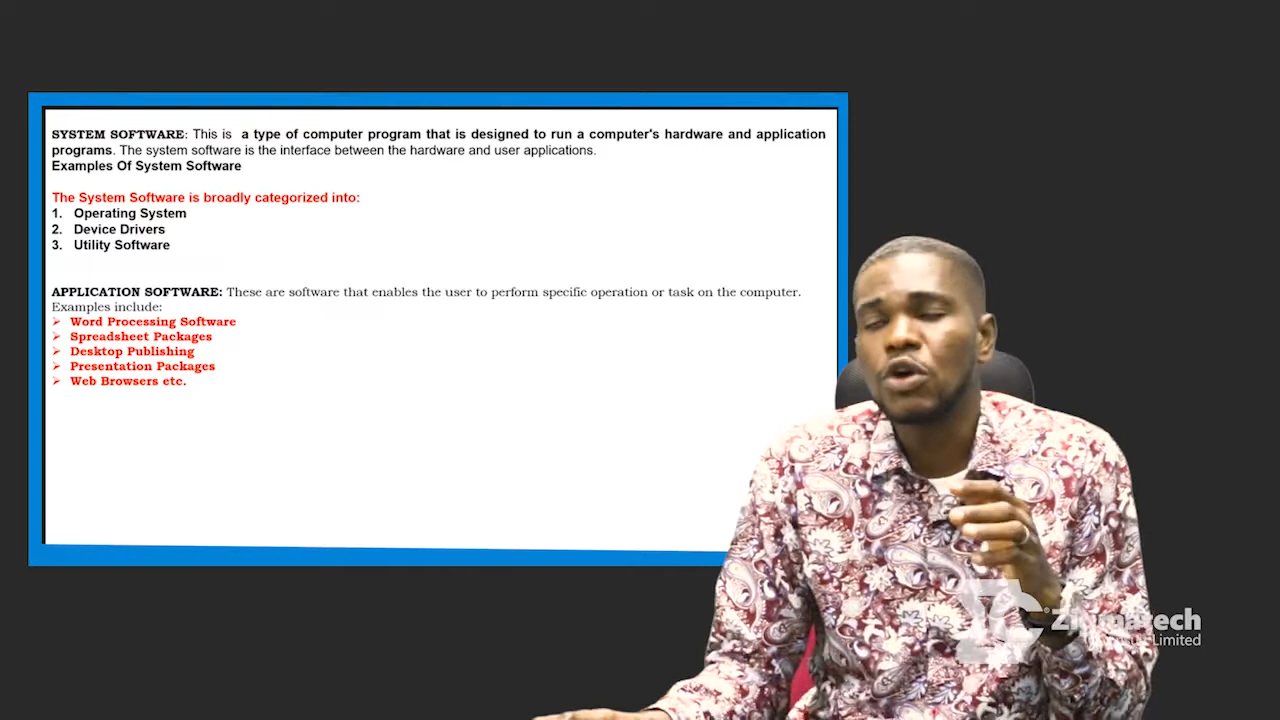 SYSTEM SOFTWARE: This is a type of computer program that is designed to run a computer's hardware and application
programs. The system software is the interface between the hardware and user applications.
Examples Of System Software
The System Software is broadly categorized into:
1. Operating System
2. Device Drivers
3. Utility Software
APPLICATION SOFTWARE: These are software that enables the user to perform specific operation or task on the computer.
Examples include:
➢ Word Processing Software
➢ Spreadsheet Packages
➢ Desktop Publishing
➢ Presentation Packages
➢ Web Browsers etc.
Limited